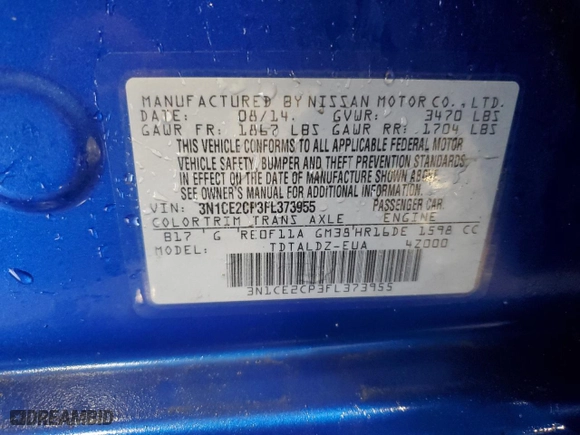 MANUFACTURED BY NISSAN MOTOR CO., LTD.
DATE: 08/14 GVWR: 3470 LBS
GAWR FR: 1867 LBS GAWR RR: 1704 LBS
THIS VEHICLE CONFORMS TO ALL APPLICABLE FEDERAL MOTOR
VEHICLE SAFETY, BUMPER AND THEFT PREVENTION STANDARDS
IN EFFECT ON THE DATE OF MANUFACTURE SHOWN ABOVE.
SEE OWNER'S MANUAL FOR ADDITIONAL INFORMATION.
VIN: 3N1CE2CP3FL373955 PASSENGER CAR
COLOR TRIM TRANS AXLE ENGINE
B17 G RE0F11A GM38 HR16DE 1598 CC
MODEL: TDTALDZ-EUA 4Z000
3N1CE2CP3FL373955
DREAMBID